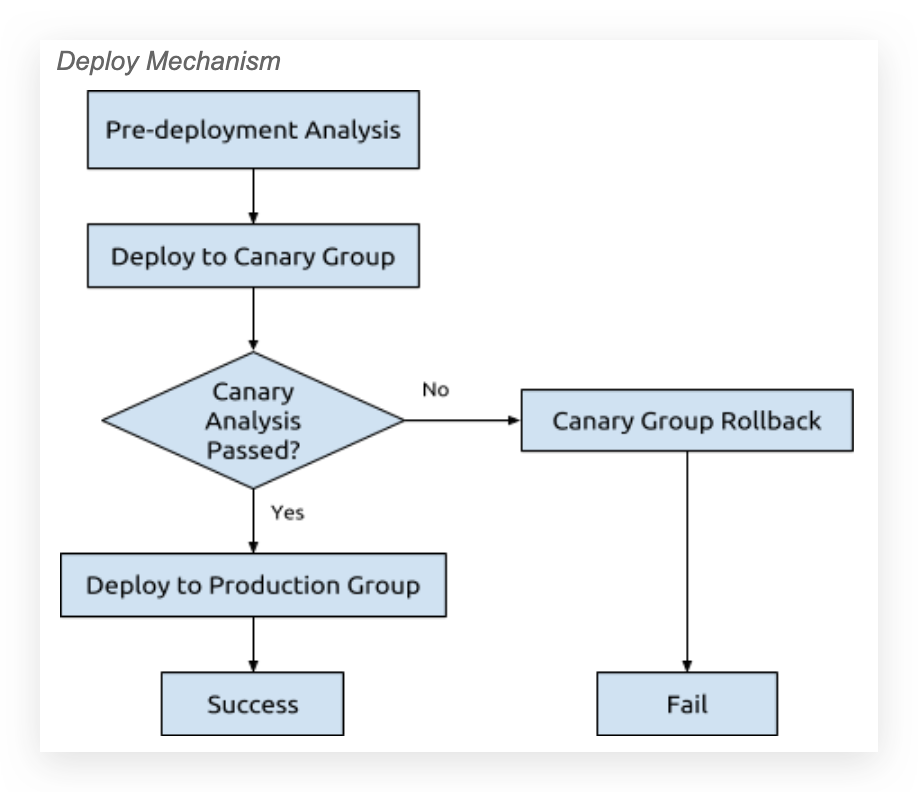 Deploy Mechanism
Pre-deployment Analysis
Deploy to Canary Group
Canary
Analysis
Passed?
No
Canary Group Rollback
Yes
Deploy to Production Group
Success
Fail